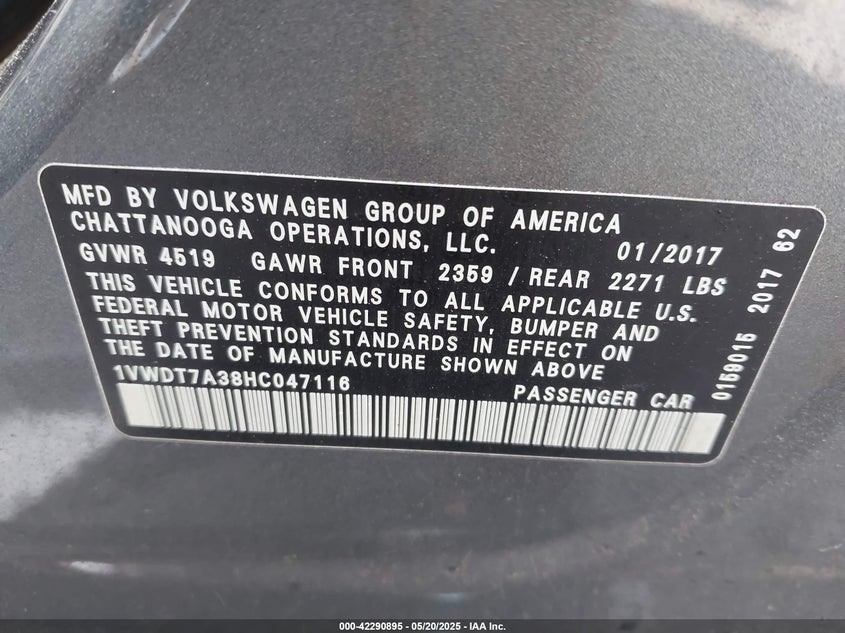 MFD BY VOLKSWAGEN GROUP OF AMERICA
CHATTANOOGA OPERATIONS, LLC. 01/2017
GVWR 4519 GAWR FRONT 2359 / REAR 2271 LBS
THIS VEHICLE CONFORMS TO ALL APPLICABLE U.S.
FEDERAL MOTOR VEHICLE SAFETY, BUMPER AND
THEFT PREVENTION STANDARDS IN EFFECT ON
THE DATE OF MANUFACTURE SHOWN ABOVE
1VWDT7A38HC047116 PASSENGER CAR
0159015 2017 62
000-42290895 - 05/20/2025 - IAA Inc.